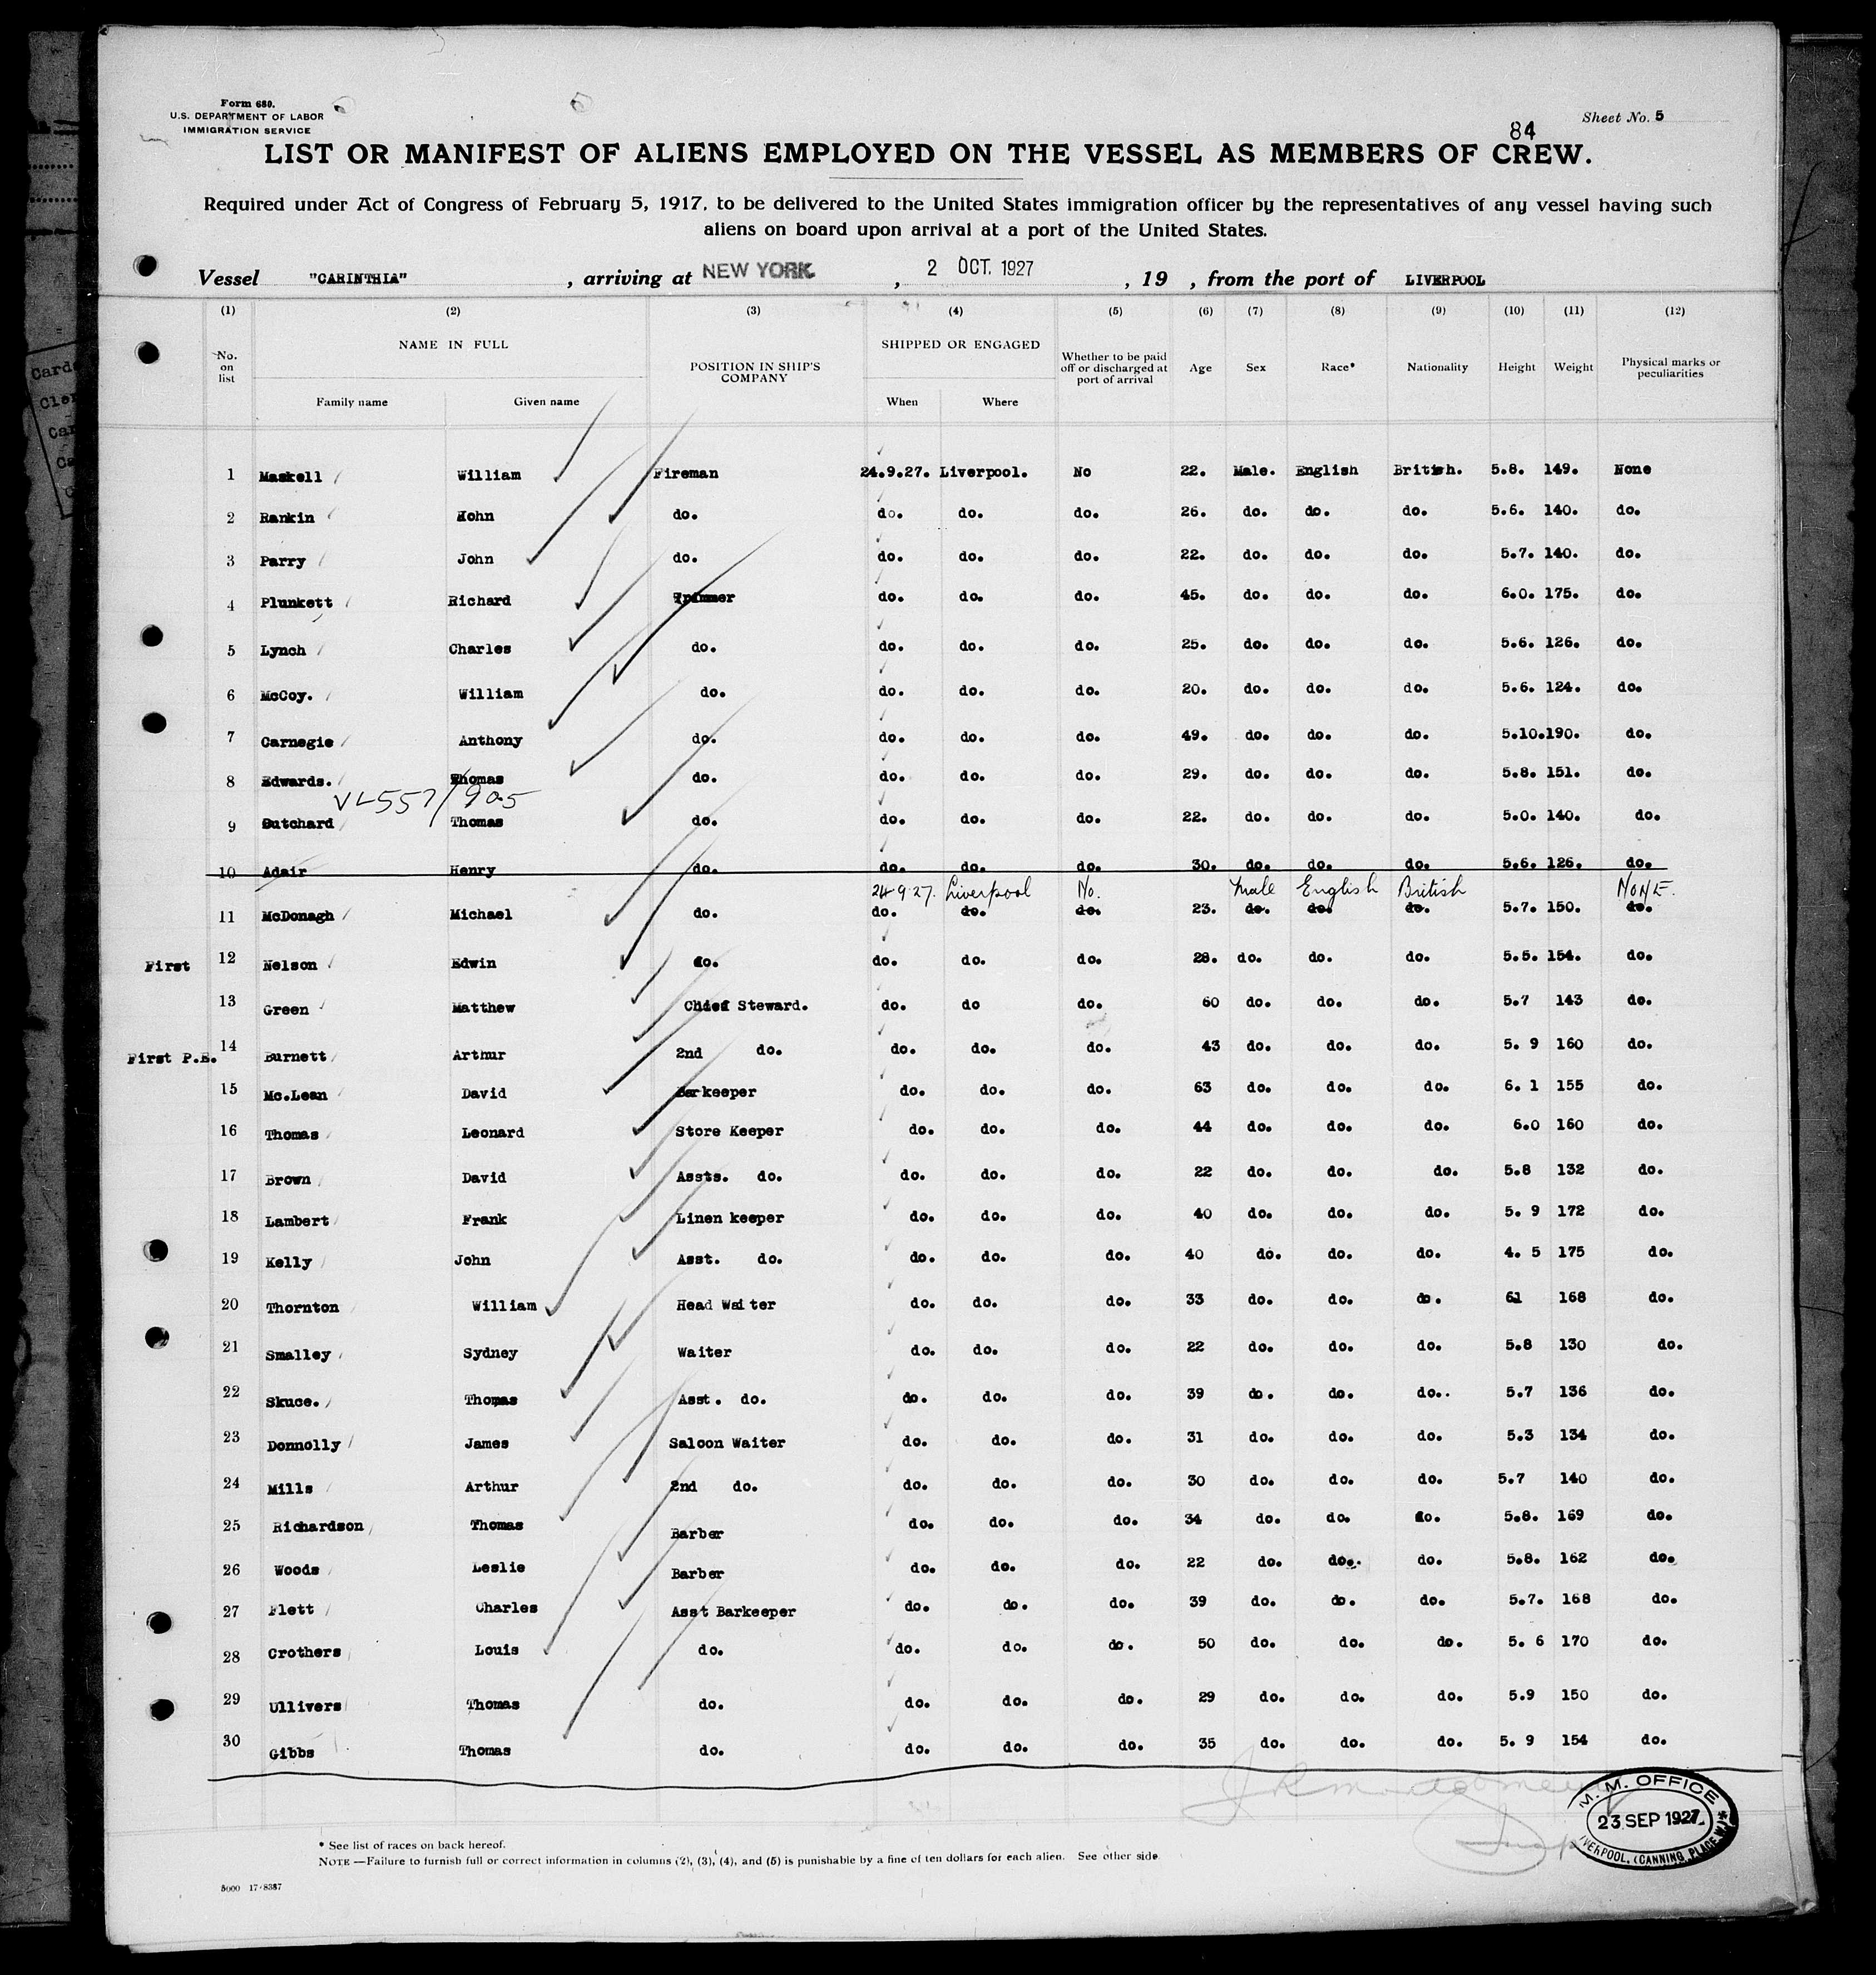 Form 680.
U.S. DEPARTMENT OF LABOR
IMMIGRATION SERVICE
Sheet No. 5
84
LIST OR MANIFEST OF ALIENS EMPLOYED ON THE VESSEL AS MEMBERS OF CREW.
Required under Act of Congress of February 5, 1917, to be delivered to the United States immigration officer by the representatives of any vessel having such
aliens on board upon arrival at a port of the United States.
Vessel "CARINTHIA" , arriving at NEW YORK , 2 OCT. 1927 , 19 , from the port of LIVERPOOL
(1) (2) (3) (4) (5) (6) (7) (8) (9) (10) (11) (12)
No. on list NAME IN FULL POSITION IN SHIP'S COMPANY SHIPPED OR ENGAGED Whether to be paid off or discharged at port of arrival Age Sex Race* Nationality Height Weight Physical marks or peculiarities
Family name Given name When Where
1 Maskell William Fireman 24.9.27. Liverpool. No 22. Male. English British. 5.8. 149. None
2 Rankin John do. do. do. do. 26. do. do. do. 5.6. 140. do.
3 Parry John do. do. do. do. 22. do. do. do. 5.7. 140. do.
4 Plunkett Richard Trimmer do. do. do. 45. do. do. do. 6.0. 175. do.
5 Lynch Charles do. do. do. do. 25. do. do. do. 5.6. 126. do.
6 McCoy. William do. do. do. do. 20. do. do. do. 5.6. 124. do.
7 Carnegie Anthony do. do. do. do. 49. do. do. do. 5.10. 190. do.
8 Edwards. Thomas do. do. do. do. 29. do. do. do. 5.8. 151. do.
VL557/905
9 Butchard Thomas do. do. do. do. 22. do. do. do. 5.0. 140. do.
10 Adair Henry do. do. do. do. 30. do. do. do. 5.6. 126. do.
24-9-27. Liverpool No. Male English British NONE.
11 McDonagh Michael do. do. do. do. 23. do. do. do. 5.7. 150. do.
First 12 Nelson Edwin do. do. do. do. 28. do. do. do. 5.5. 154. do.
13 Green Matthew Chief Steward. do. do do. 60 do. do. do. 5.7 143 do.
First P.E. 14 Burnett Arthur 2nd do. do. do. do. 43 do. do. do. 5. 9 160 do.
15 Mc.Lean David Barkeeper do. do. do. 63 do. do. do. 6. 1 155 do.
16 Thomas Leonard Store Keeper do. do. do. 44 do. do. do. 6.0 160 do.
17 Brown David Assts. do. do. do. do. 22 do. do. do. 5.8 132 do.
18 Lambert Frank Linen keeper do. do. do. 40 do. do. do. 5. 9 172 do.
19 Kelly John Asst. do. do. do. do. 40 do. do. do. 4. 5 175 do.
20 Thornton William Head Waiter do. do. do. 33 do. do. do. 61 168 do.
21 Smalley Sydney Waiter do. do. do. 22 do. do. do. 5.8 130 do.
22 Skuce. Thomas Asst. do. do. do. do. 39 do. do. do.. 5.7 136 do.
23 Donnolly James Saloon Waiter do. do. do. 31 do. do. do. 5.3 134 do.
24 Mills Arthur 2nd do. do. do. do. 30 do. do. do. 5.7 140 do.
25 Richardson Thomas Barber do. do. do. 34 do. do. do. 5.8. 169 do.
26 Woods Leslie Barber do. do. do. 22 do. do.. do. 5.8. 162 do.
27 Flett Charles Asst Barkeeper do. do. do. 39 do. do. do. 5.7. 168 do.
28 Crothers Louis do. do. do. do. 50 do. do. do. 5. 6 170 do.
29 Ullivers Thomas do. do. do. do. 29 do. do. do. 5.9 150 do.
30 Gibbs Thomas do. do. do. do. 35 do. do. do. 5. 9 154 do.
M. M. OFFICE
23 SEP 1927
LIVERPOOL, (CANNING PLACE W.)
* See list of races on back hereof.
NOTE—Failure to furnish full or correct information in columns (2), (3), (4), and (5) is punishable by a fine of ten dollars for each alien. See other side.
5000 17-8387